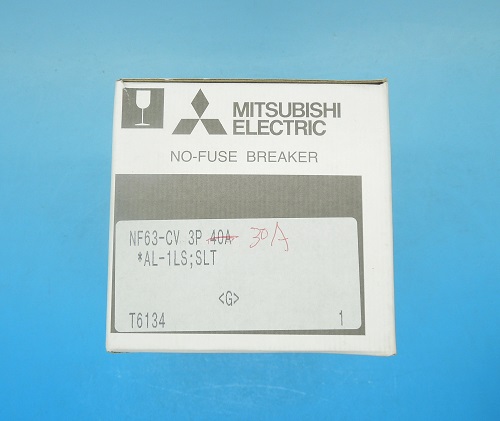 MITSUBISHI
ELECTRIC
NO-FUSE BREAKER
NF63-CV 3P 40A 30A
*AL-1LS;SLT
<G>
T6134 1